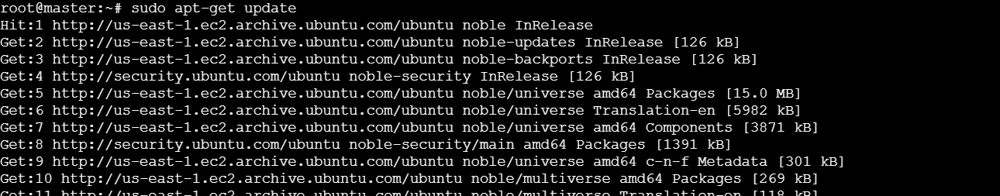 root@master:~# sudo apt-get update
Hit:1 http://us-east-1.ec2.archive.ubuntu.com/ubuntu noble InRelease
Get:2 http://us-east-1.ec2.archive.ubuntu.com/ubuntu noble-updates InRelease [126 kB]
Get:3 http://us-east-1.ec2.archive.ubuntu.com/ubuntu noble-backports InRelease [126 kB]
Get:4 http://security.ubuntu.com/ubuntu noble-security InRelease [126 kB]
Get:5 http://us-east-1.ec2.archive.ubuntu.com/ubuntu noble/universe amd64 Packages [15.0 MB]
Get:6 http://us-east-1.ec2.archive.ubuntu.com/ubuntu noble/universe Translation-en [5982 kB]
Get:7 http://us-east-1.ec2.archive.ubuntu.com/ubuntu noble/universe amd64 Components [3871 kB]
Get:8 http://security.ubuntu.com/ubuntu noble-security/main amd64 Packages [1391 kB]
Get:9 http://us-east-1.ec2.archive.ubuntu.com/ubuntu noble/universe amd64 c-n-f Metadata [301 kB]
Get:10 http://us-east-1.ec2.archive.ubuntu.com/ubuntu noble/multiverse amd64 Packages [269 kB]
Get:11 http://us-east-1.ec2.archive.ubuntu.com/ubuntu noble/multiverse Translation-en [118 kB]